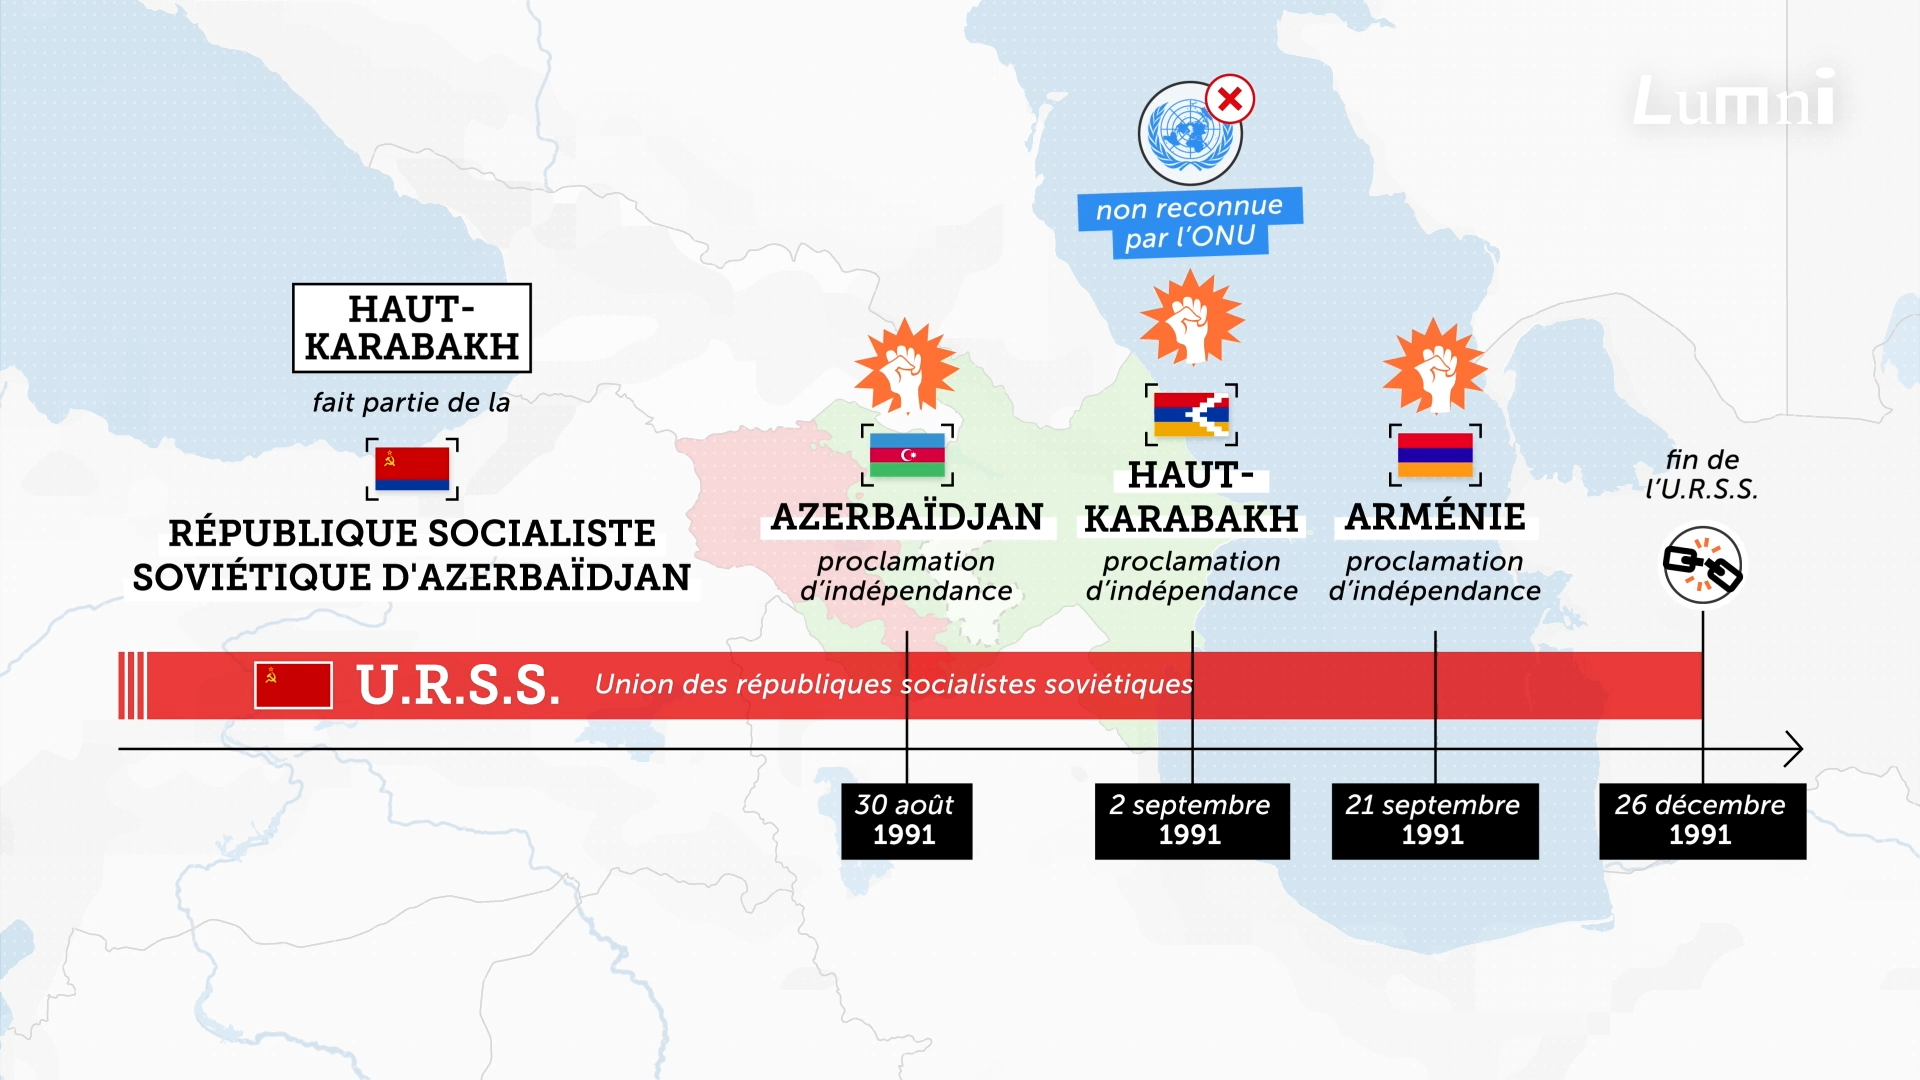 Lumni
HAUT-
KARABAKH
fait partie de la
RÉPUBLIQUE SOCIALISTE
SOVIÉTIQUE D'AZERBAÏDJAN
AZERBAÏDJAN
proclamation
d’indépendance
non reconnue
par l’ONU
HAUT-
KARABAKH
proclamation
d’indépendance
ARMÉNIE
proclamation
d’indépendance
fin de
l’U.R.S.S.
U.R.S.S. Union des républiques socialistes soviétiques
30 août
1991
2 septembre
1991
21 septembre
1991
26 décembre
1991